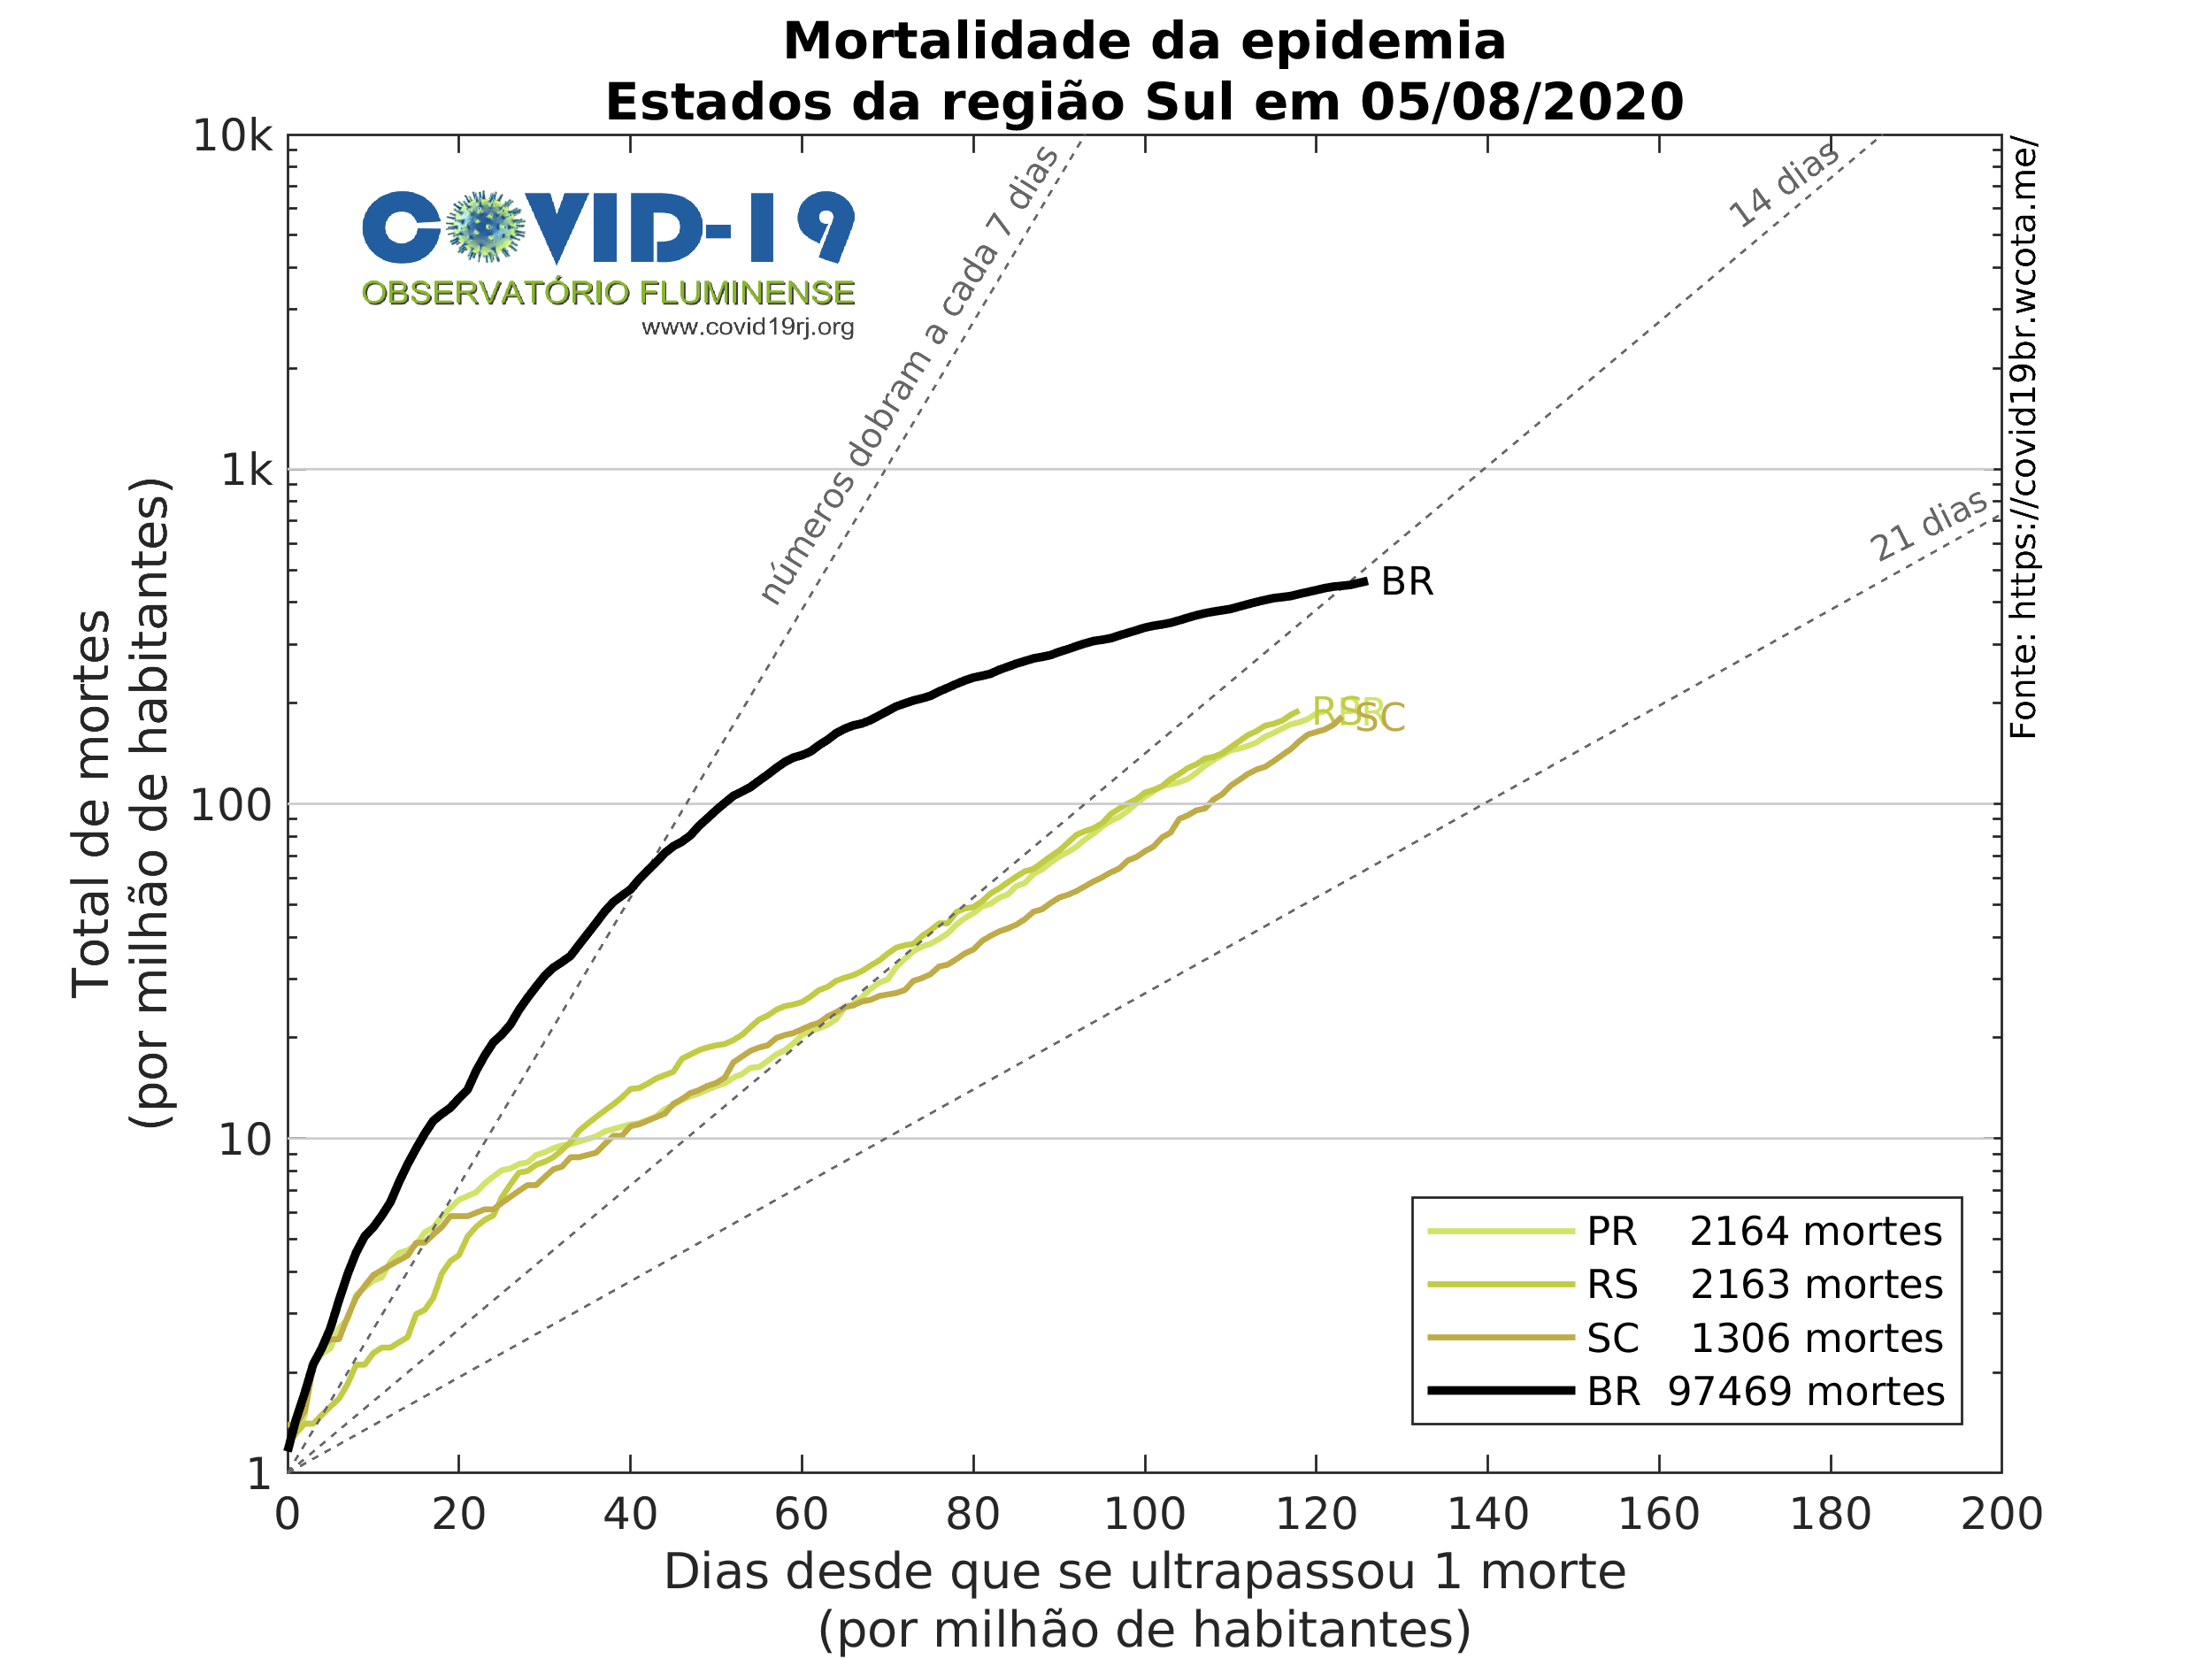 Mortalidade da epidemia
Estados da região Sul em 05/08/2020
10k
1k
100
10
1
Total de mortes
(por milhão de habitantes)
COVID-19
OBSERVATÓRIO FLUMINENSE
www.covid19rj.org
números dobram a cada 7 dias
14 dias
21 dias
Fonte: https://covid19br.wcota.me/
BR
RS
PR
SC
PR 2164 mortes
RS 2163 mortes
SC 1306 mortes
BR 97469 mortes
0 20 40 60 80 100 120 140 160 180 200
Dias desde que se ultrapassou 1 morte
(por milhão de habitantes)